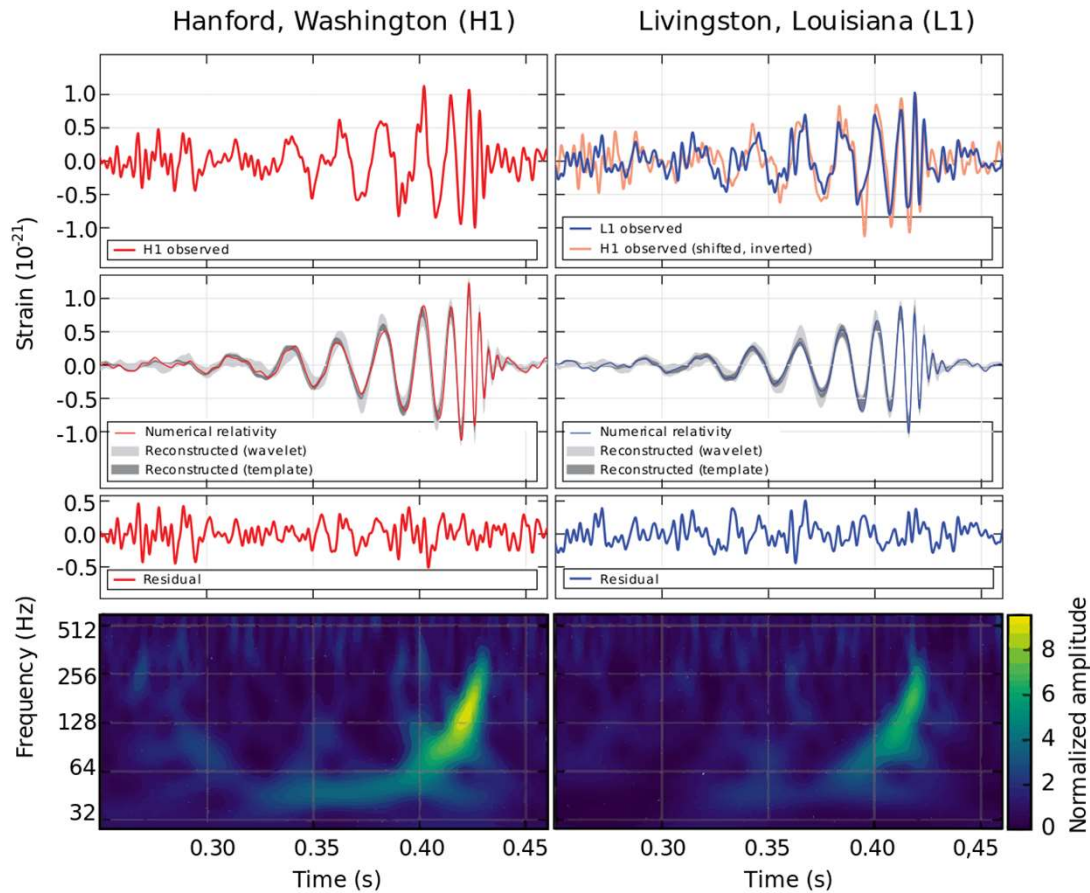 Hanford, Washington (H1)
Livingston, Louisiana (L1)
Strain (10⁻²¹)
1.0
0.5
0.0
-0.5
-1.0
H1 observed
L1 observed
H1 observed (shifted, inverted)
1.0
0.5
0.0
-0.5
-1.0
Numerical relativity
Reconstructed (wavelet)
Reconstructed (template)
Numerical relativity
Reconstructed (wavelet)
Reconstructed (template)
0.5
0.0
-0.5
Residual
Residual
Frequency (Hz)
512
256
128
64
32
Normalized amplitude
8
6
4
2
0
0.30 0.35 0.40 0.45
0.30 0.35 0.40 0,45
Time (s)
Time (s)